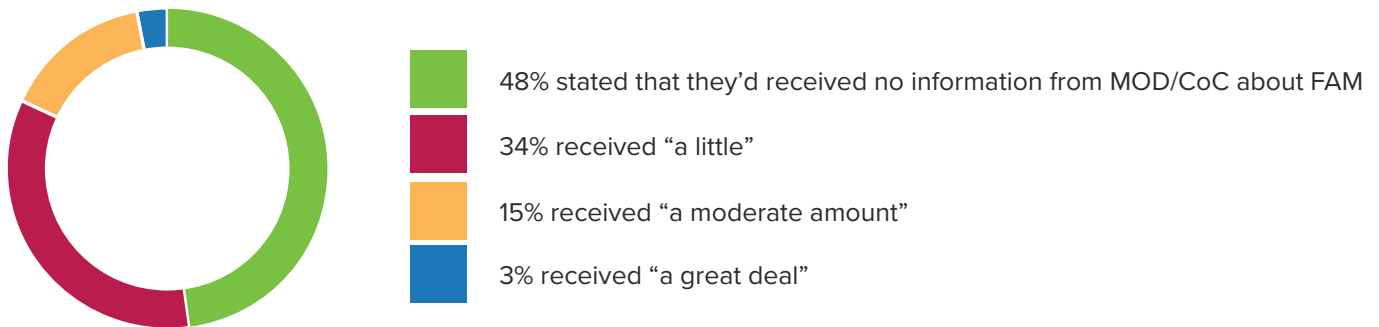 48% stated that they’d received no information from MOD/CoC about FAM
34% received “a little”
15% received “a moderate amount”
3% received “a great deal”